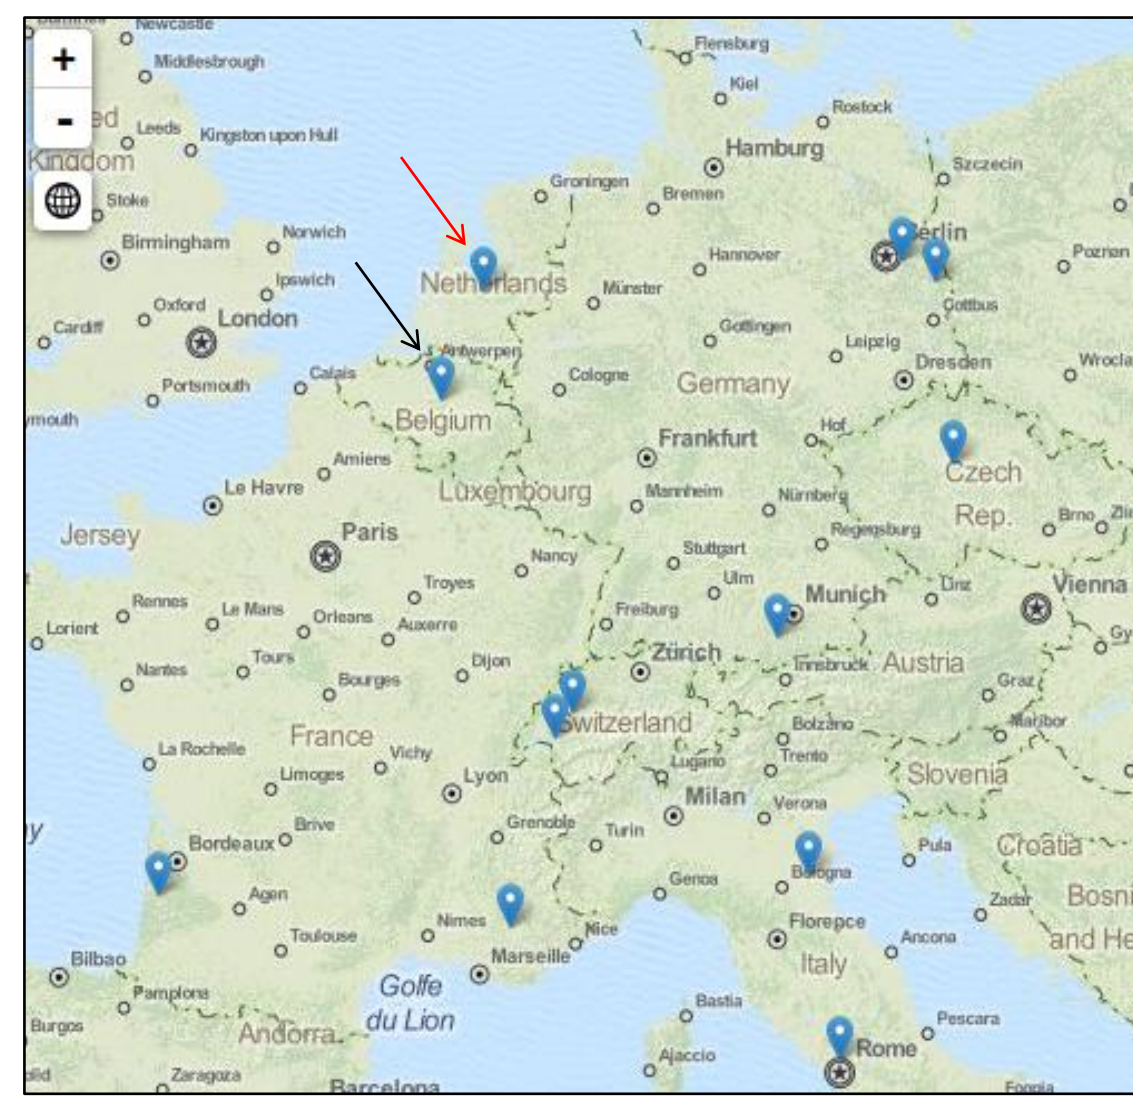 Newcastle
Flensburg
+
Middlesbrough
Kiel
Rostock
-
ed
Leeds
Kingston upon Hull
Hamburg
Kingdom
Szczecin
Groningen
Bremen
Stoke
Norwich
Birmingham
Berlin
Hannover
Poznan
Ipswich
Netherlands
Münster
Oxford
London
Cottbus
Cardiff
Gottingen
Leipzig
Antwerpen
Dresden
Wrocla
Calais
Cologne
Portsmouth
Germany
ymouth
Belgium
Hof
Frankfurt
Amiens
Czech
Le Havre
Luxembourg
Mannheim
Nürnberg
Rep.
Brno
Zli
Jersey
Paris
Regensburg
Nancy
Stuttgart
Troyes
Ulm
Munich
Linz
Vienna
Rennes
Le Mans
Orleans
Freiburg
Lorient
Auxerre
Gy
Zürich
Tours
Dijon
Innsbruck
Austria
Nantes
Bourges
Graz
Switzerland
Bolzano
Maribor
France
La Rochelle
Vichy
Trento
Lugano
Limoges
Lyon
Slovenia
Milan
Verona
Brive
Grenoble
Turin
y
Bordeaux
Pula
Croatia
Bologna
Genoa
Agen
Zadar
Bosni
Nimes
Florence
Toulouse
Nice
Ancona
and He
Bilbao
Marseille
Italy
Golfe
Pamplona
Bastia
du Lion
Pescara
Burgos
Andorra
Rome
Ajaccio
Zaragoza
Barcelona
Foggia